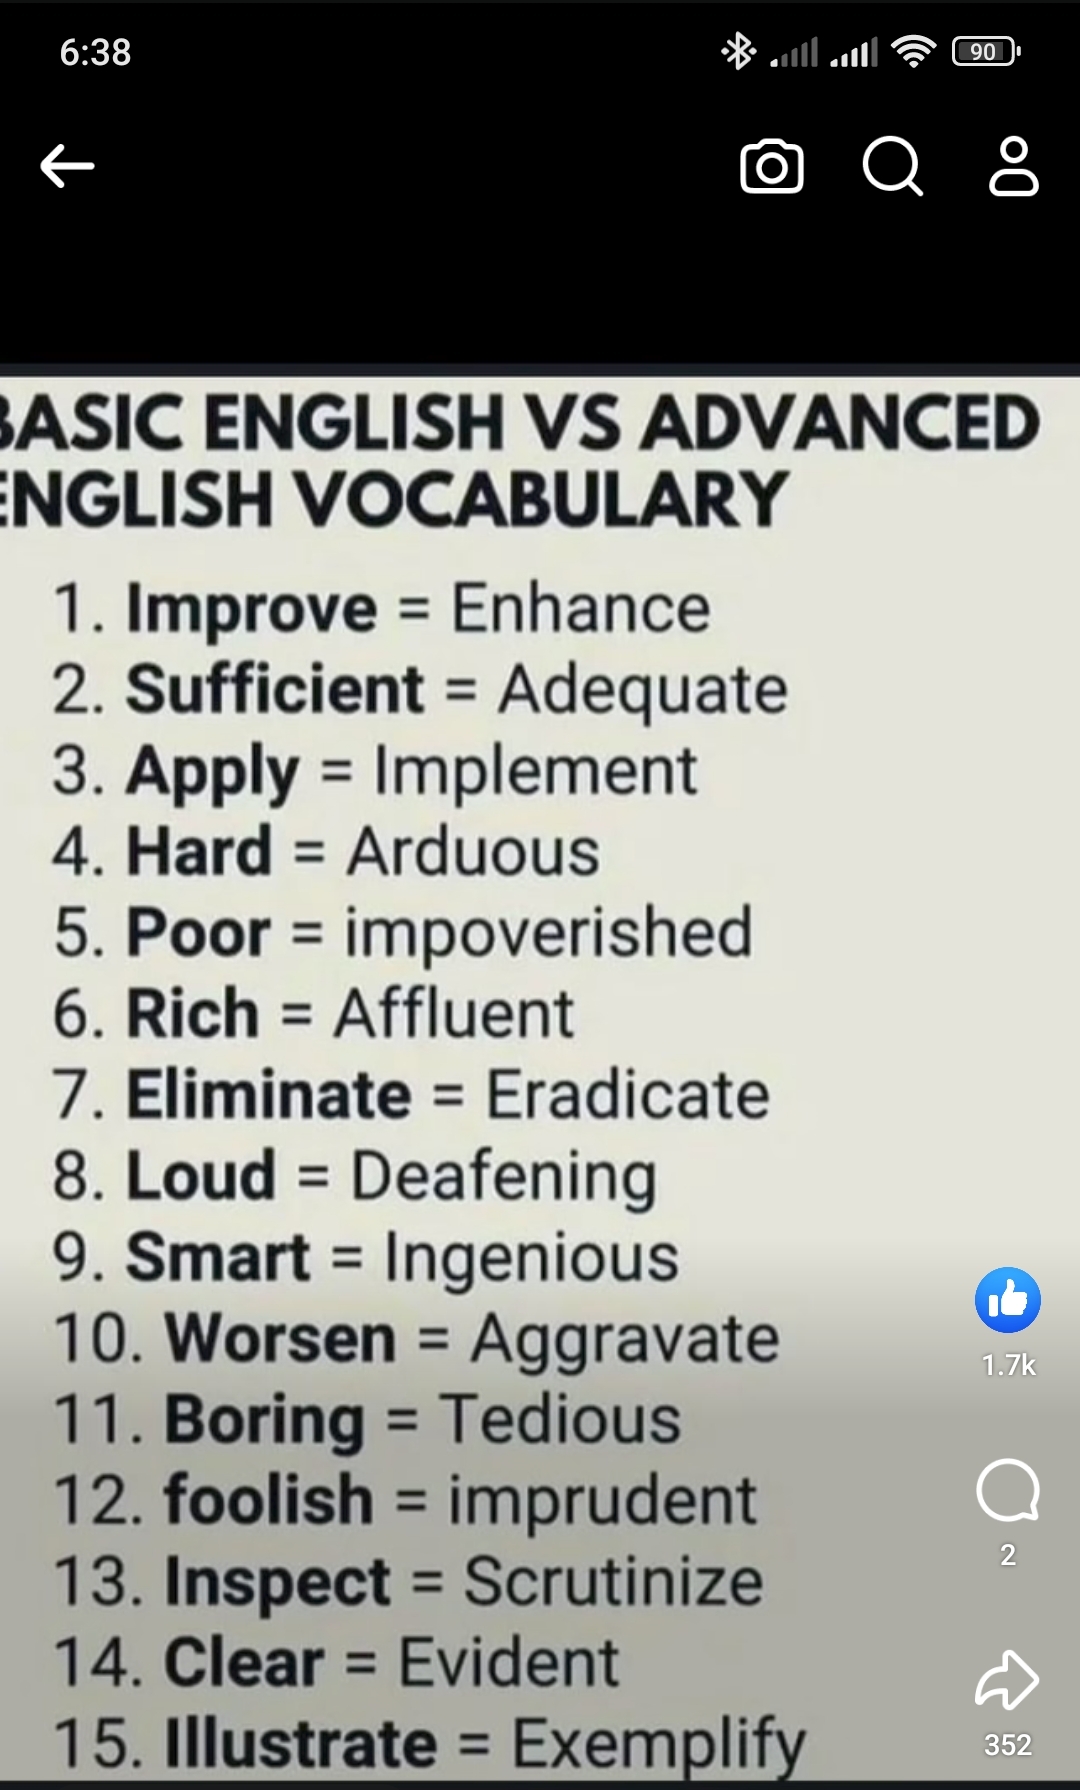 6:38
90
BASIC ENGLISH VS ADVANCED
ENGLISH VOCABULARY
1. Improve = Enhance
2. Sufficient = Adequate
3. Apply = Implement
4. Hard = Arduous
5. Poor = impoverished
6. Rich = Affluent
7. Eliminate = Eradicate
8. Loud = Deafening
9. Smart = Ingenious
10. Worsen = Aggravate
11. Boring = Tedious
12. foolish = imprudent
13. Inspect = Scrutinize
14. Clear = Evident
15. Illustrate = Exemplify
1.7k
2
352